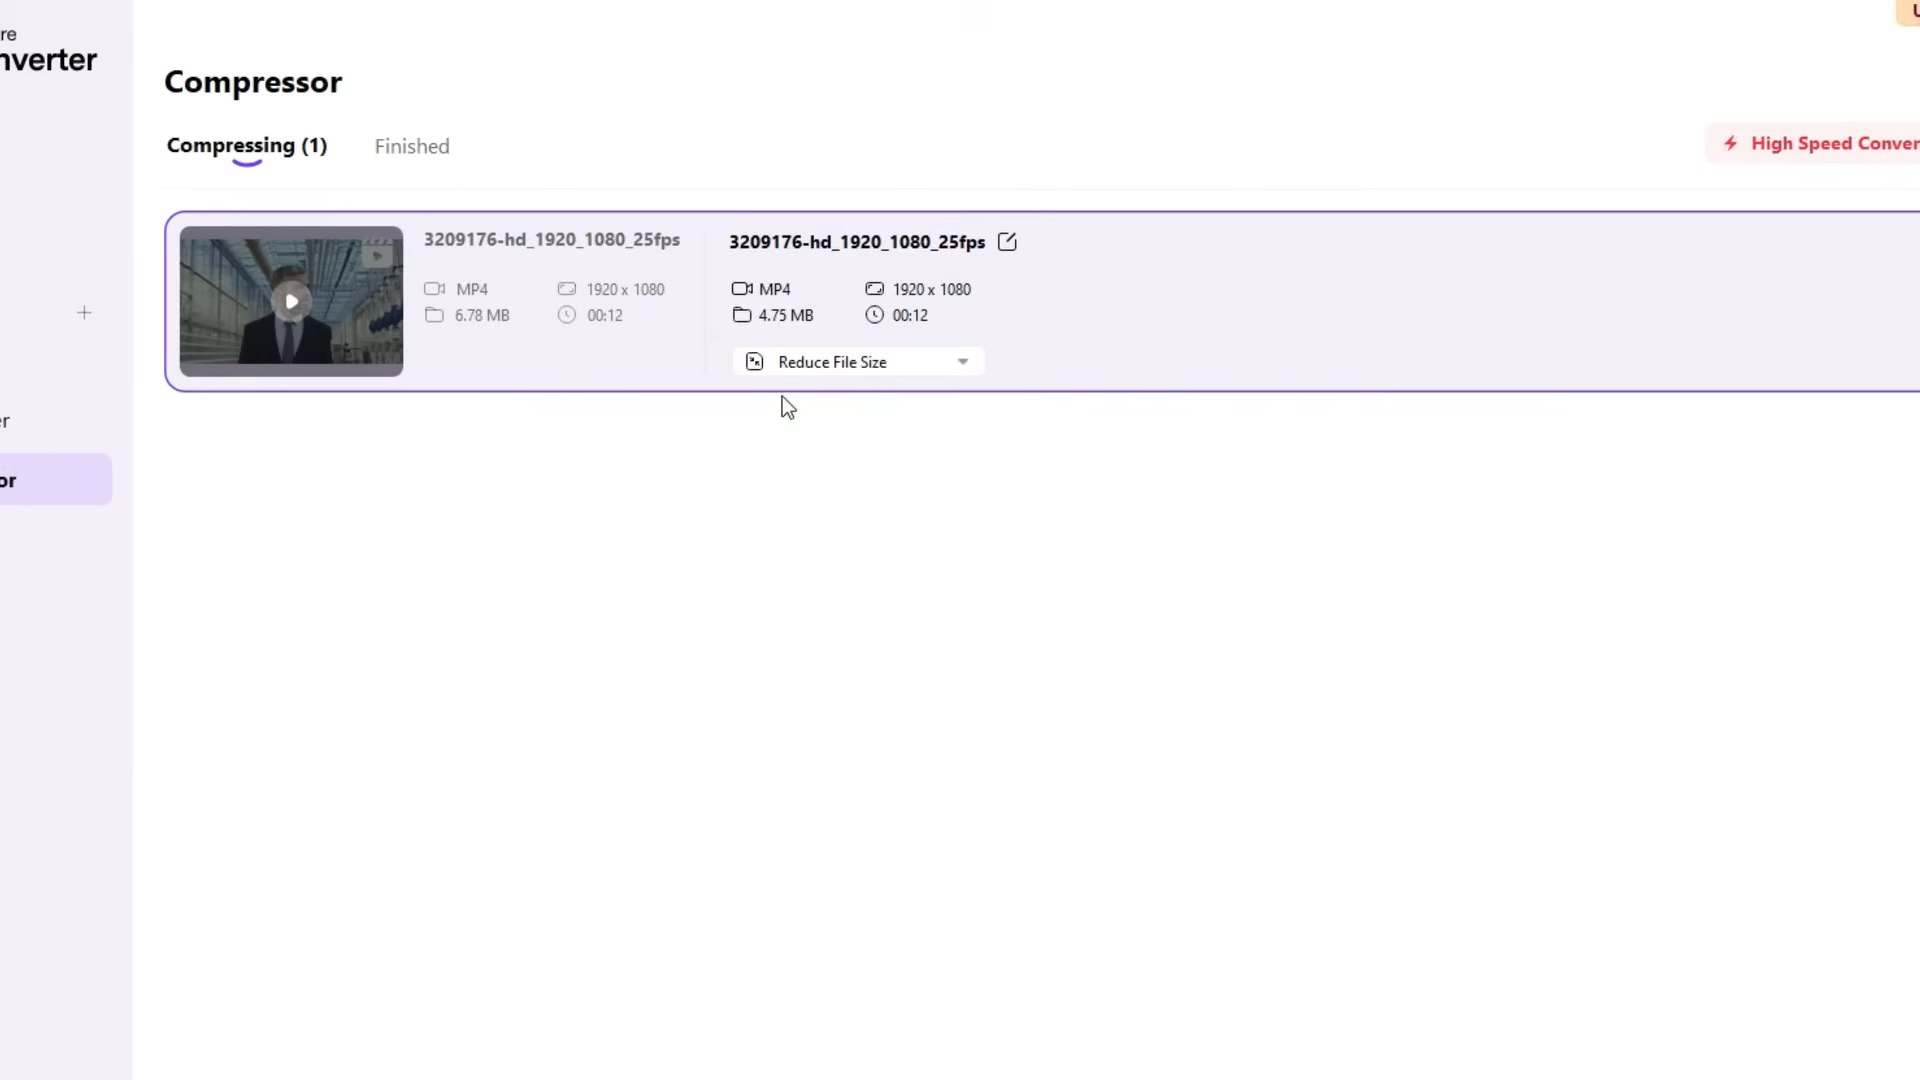 re
nverter
Compressor
Compressing (1)
Finished
High Speed Conver
3209176-hd_1920_1080_25fps
MP4
1920 x 1080
6.78 MB
00:12
3209176-hd_1920_1080_25fps
MP4
1920 x 1080
4.75 MB
00:12
Reduce File Size
er
or